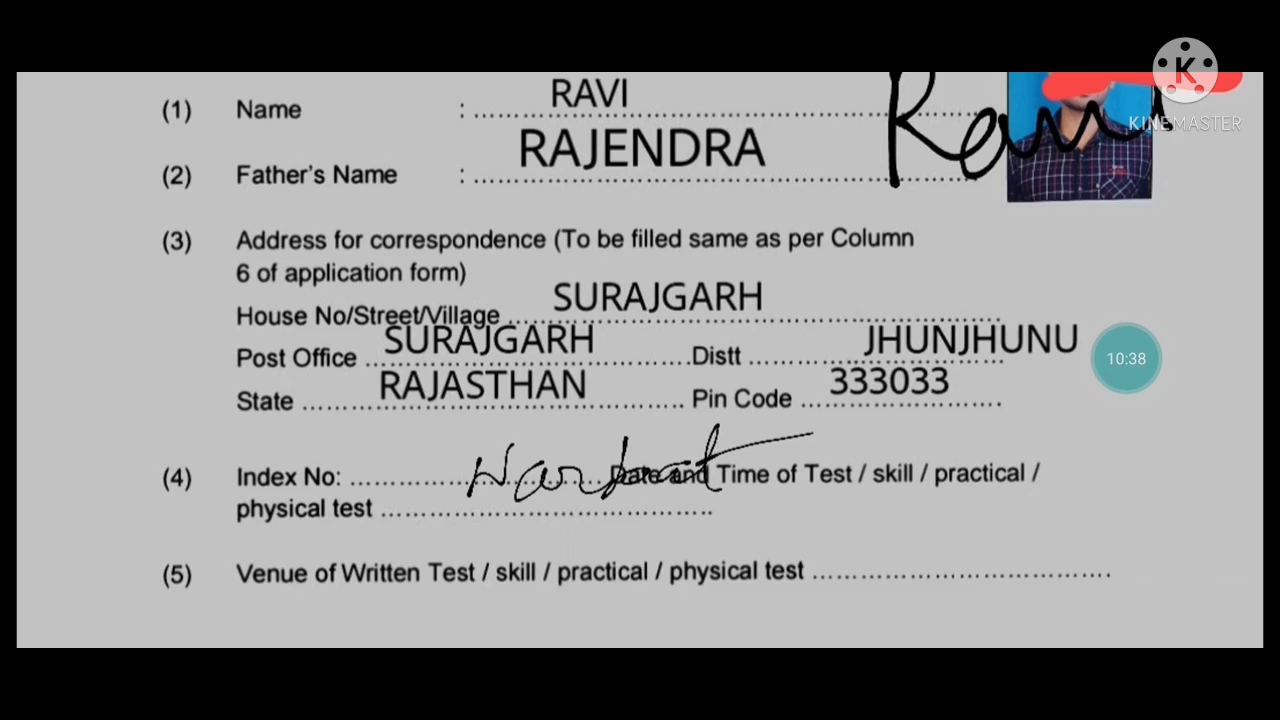 (1) Name : ........ RAVI ........ Ravi
KINEMASTER
(2) Father's Name : ........ RAJENDRA ........
(3) Address for correspondence (To be filled same as per Column
6 of application form)
House No/Street/Village ........ SURAJGARH ........
Post Office ........ SURAJGARH ........ Distt ........ JHUNJHUNU
10:38
State ........ RAJASTHAN ........ Pin Code ........ 333033 ........
(4) Index No: ........ Date and Time of Test / skill / practical /
physical test ........
(5) Venue of Written Test / skill / practical / physical test ........